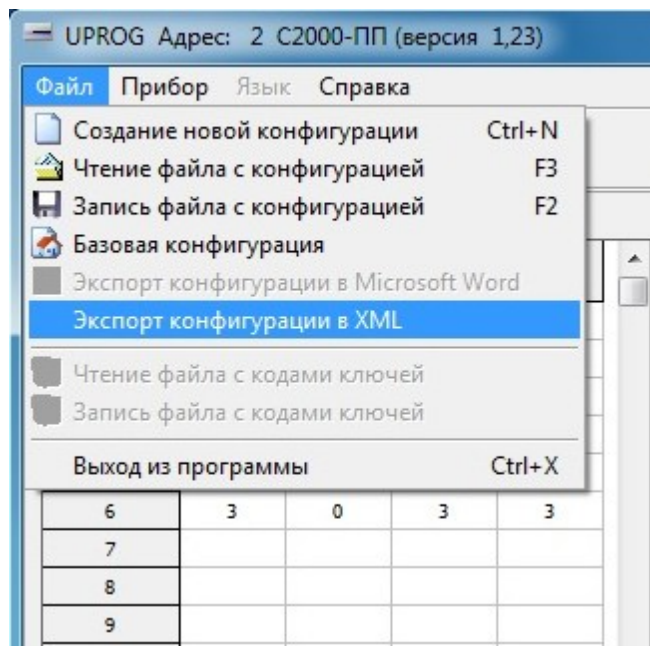 UPROG Адрес: 2 С2000-ПП (версия 1,23)
Файл Прибор Язык Справка
Создание новой конфигурации Ctrl+N
Чтение файла с конфигурацией F3
Запись файла с конфигурацией F2
Базовая конфигурация
Экспорт конфигурации в Microsoft Word
Экспорт конфигурации в XML
Чтение файла с кодами ключей
Запись файла с кодами ключей
Выход из программы Ctrl+X
6 3 0 3 3
7
8
9